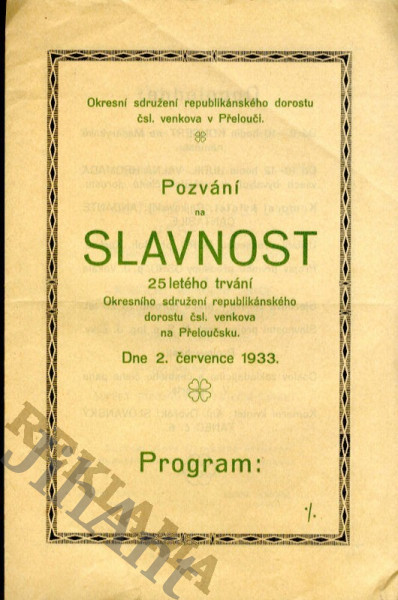 Okresní sdružení republikánského dorostu
čsl. venkova v Přelouči.
Pozvání
na
SLAVNOST
25letého trvání
Okresního sdružení republikánského
dorostu čsl. venkova
na Přeloučsku.
Dne 2. července 1933.
Program:
./.
REKLAMA